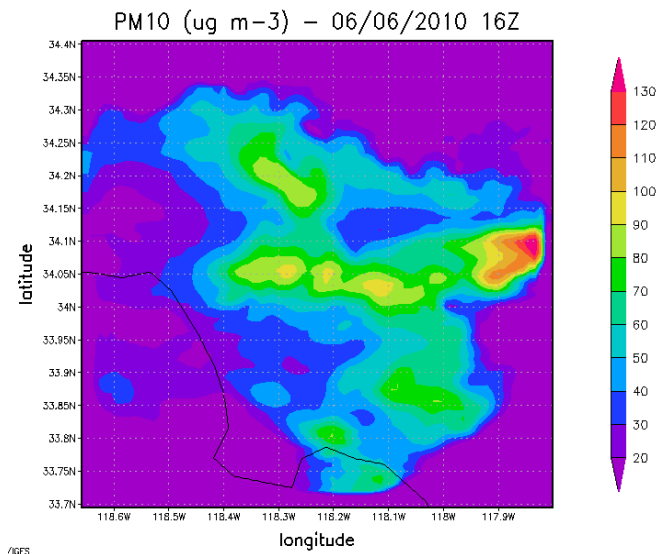 PM10 (ug m-3) - 06/06/2010 16Z
34.4N
34.3N
34.25N
34.2N
34.15N
34.1N
34.05N
34N
33.95N
33.9N
33.85N
33.8N
33.75N
33.7N
latitude
118.6W 118.5W 118.4W 118.3W 118.2W 118.1W 118W 117.9W
longitude
130
120
110
100
90
80
70
60
50
40
30
20
/IGES